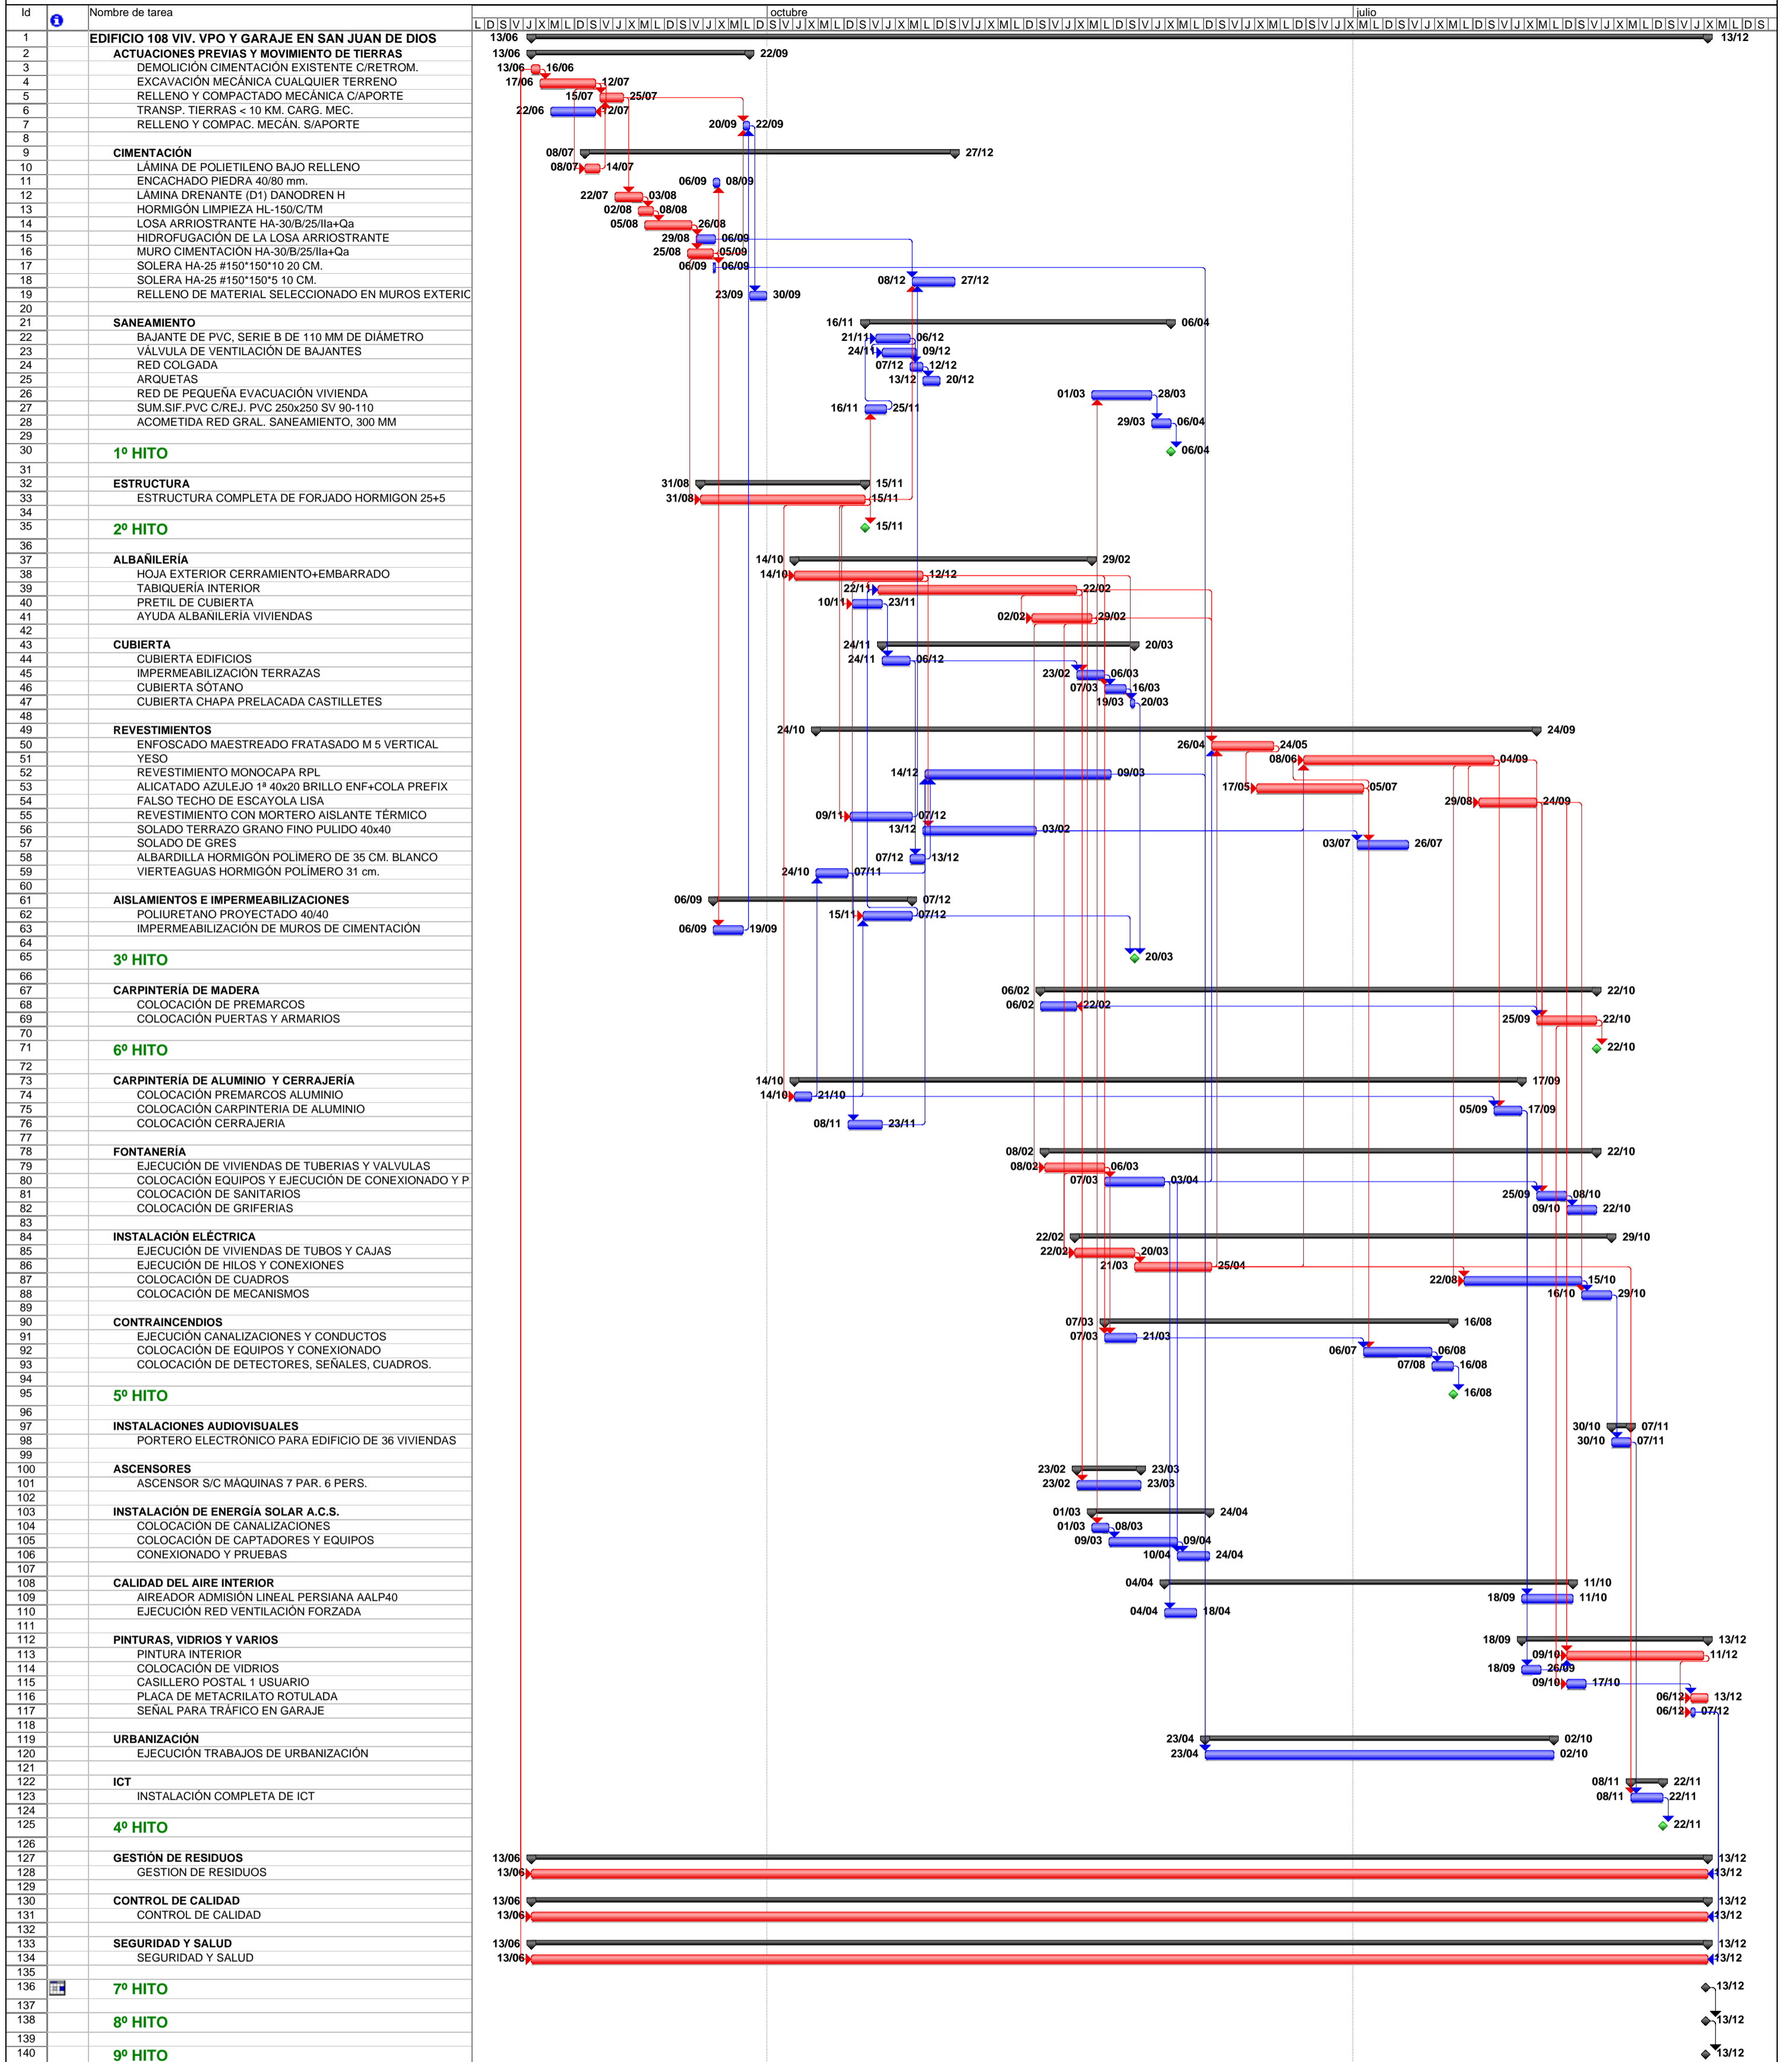 Id Nombre de tarea octubre julio
L D S V J X M L D S V J X M L D S V J X M L D S V J X M L D S
1 EDIFICIO 108 VIV. VPO Y GARAJE EN SAN JUAN DE DIOS 13/06 13/12
2 ACTUACIONES PREVIAS Y MOVIMIENTO DE TIERRAS 13/06 22/09
3 DEMOLICIÓN CIMENTACIÓN EXISTENTE C/RETROM. 13/06 16/06
4 EXCAVACIÓN MECÁNICA CUALQUIER TERRENO 17/06 12/07
5 RELLENO Y COMPACTADO MECÁNICA C/APORTE 15/07 25/07
6 TRANSP. TIERRAS < 10 KM. CARG. MEC. 22/06 12/07
7 RELLENO Y COMPAC. MECÁN. S/APORTE 20/09 22/09
8
9 CIMENTACIÓN 08/07 27/12
10 LÁMINA DE POLIETILENO BAJO RELLENO 08/07 14/07
11 ENCACHADO PIEDRA 40/80 mm. 06/09 08/09
12 LÁMINA DRENANTE (D1) DANODREN H 22/07 03/08
13 HORMIGÓN LIMPIEZA HL-150/C/TM 02/08 08/08
14 LOSA ARRIOSTRANTE HA-30/B/25/IIa+Qa 05/08 26/08
15 HIDROFUGACIÓN DE LA LOSA ARRIOSTRANTE 29/08 06/09
16 MURO CIMENTACIÓN HA-30/B/25/IIa+Qa 25/08 05/09
17 SOLERA HA-25 #150*150*10 20 CM. 06/09 06/09
18 SOLERA HA-25 #150*150*5 10 CM. 08/12 27/12
19 RELLENO DE MATERIAL SELECCIONADO EN MUROS EXTERIC 23/09 30/09
20
21 SANEAMIENTO 16/11 06/04
22 BAJANTE DE PVC, SERIE B DE 110 MM DE DIÁMETRO 21/11 06/12
23 VÁLVULA DE VENTILACIÓN DE BAJANTES 24/11 09/12
24 RED COLGADA 07/12 12/12
25 ARQUETAS 13/12 20/12
26 RED DE PEQUEÑA EVACUACIÓN VIVIENDA 01/03 28/03
27 SUM.SIF.PVC C/REJ. PVC 250x250 SV 90-110 16/11 25/11
28 ACOMETIDA RED GRAL. SANEAMIENTO, 300 MM 29/03 06/04
29
30 1º HITO 06/04
31
32 ESTRUCTURA 31/08 15/11
33 ESTRUCTURA COMPLETA DE FORJADO HORMIGON 25+5 31/08 15/11
34
35 2º HITO 15/11
36
37 ALBAÑILERÍA 14/10 29/02
38 HOJA EXTERIOR CERRAMIENTO+EMBARRADO 14/10 12/12
39 TABIQUERÍA INTERIOR 22/11 22/02
40 PRETIL DE CUBIERTA 10/11 23/11
41 AYUDA ALBAÑILERÍA VIVIENDAS 02/02 29/02
42
43 CUBIERTA 24/11 20/03
44 CUBIERTA EDIFICIOS 24/11 06/12
45 IMPERMEABILIZACIÓN TERRAZAS 23/02 06/03
46 CUBIERTA SÓTANO 07/03 16/03
47 CUBIERTA CHAPA PRELACADA CASTILLETES 19/03 20/03
48
49 REVESTIMIENTOS 24/10 24/09
50 ENFOSCADO MAESTREADO FRATASADO M 5 VERTICAL 26/04 24/05
51 YESO 08/06 04/09
52 REVESTIMIENTO MONOCAPA RPL 14/12 09/03
53 ALICATADO AZULEJO 1ª 40x20 BRILLO ENF+COLA PREFIX 17/05 05/07
54 FALSO TECHO DE ESCAYOLA LISA 29/08 24/09
55 REVESTIMIENTO CON MORTERO AISLANTE TÉRMICO 09/11 07/12
56 SOLADO TERRAZO GRANO FINO PULIDO 40x40 13/12 03/02
57 SOLADO DE GRES 03/07 26/07
58 ALBARDILLA HORMIGÓN POLÍMERO DE 35 CM. BLANCO 07/12 13/12
59 VIERTEAGUAS HORMIGÓN POLÍMERO 31 cm. 24/10 07/11
60
61 AISLAMIENTOS E IMPERMEABILIZACIONES 06/09 07/12
62 POLIURETANO PROYECTADO 40/40 15/11 07/12
63 IMPERMEABILIZACIÓN DE MUROS DE CIMENTACIÓN 06/09 19/09
64
65 3º HITO 20/03
66
67 CARPINTERÍA DE MADERA 06/02 22/10
68 COLOCACIÓN DE PREMARCOS 06/02 22/02
69 COLOCACIÓN PUERTAS Y ARMARIOS 25/09 22/10
70
71 6º HITO 22/10
72
73 CARPINTERÍA DE ALUMINIO Y CERRAJERÍA 14/10 17/09
74 COLOCACIÓN PREMARCOS ALUMINIO 14/10 21/10
75 COLOCACIÓN CARPINTERIA DE ALUMINIO 05/09 17/09
76 COLOCACIÓN CERRAJERIA 08/11 23/11
77
78 FONTANERÍA 08/02 22/10
79 EJECUCIÓN DE VIVIENDAS DE TUBERIAS Y VALVULAS 08/02 06/03
80 COLOCACIÓN EQUIPOS Y EJECUCIÓN DE CONEXIONADO Y P 07/03 03/04
81 COLOCACIÓN DE SANITARIOS 25/09 08/10
82 COLOCACIÓN DE GRIFERIAS 09/10 22/10
83
84 INSTALACIÓN ELÉCTRICA 22/02 29/10
85 EJECUCIÓN DE VIVIENDAS DE TUBOS Y CAJAS 22/02 20/03
86 EJECUCIÓN DE HILOS Y CONEXIONES 21/03 25/04
87 COLOCACIÓN DE CUADROS 22/08 15/10
88 COLOCACIÓN DE MECANISMOS 16/10 29/10
89
90 CONTRAINCENDIOS 07/03 16/08
91 EJECUCIÓN CANALIZACIONES Y CONDUCTOS 07/03 21/03
92 COLOCACIÓN DE EQUIPOS Y CONEXIONADO 06/07 06/08
93 COLOCACIÓN DE DETECTORES, SEÑALES, CUADROS. 07/08 16/08
94
95 5º HITO 16/08
96
97 INSTALACIONES AUDIOVISUALES 30/10 07/11
98 PORTERO ELECTRÓNICO PARA EDIFICIO DE 36 VIVIENDAS 30/10 07/11
99
100 ASCENSORES 23/02 23/03
101 ASCENSOR S/C MÁQUINAS 7 PAR. 6 PERS. 23/02 23/03
102
103 INSTALACIÓN DE ENERGÍA SOLAR A.C.S. 01/03 24/04
104 COLOCACIÓN DE CANALIZACIONES 01/03 08/03
105 COLOCACIÓN DE CAPTADORES Y EQUIPOS 09/03 09/04
106 CONEXIONADO Y PRUEBAS 10/04 24/04
107
108 CALIDAD DEL AIRE INTERIOR 04/04 11/10
109 AIREADOR ADMISIÓN LINEAL PERSIANA AALP40 18/09 11/10
110 EJECUCIÓN RED VENTILACIÓN FORZADA 04/04 18/04
111
112 PINTURAS, VIDRIOS Y VARIOS 18/09 13/12
113 PINTURA INTERIOR 09/10 11/12
114 COLOCACIÓN DE VIDRIOS 18/09 26/09
115 CASILLERO POSTAL 1 USUARIO 09/10 17/10
116 PLACA DE METACRILATO ROTULADA 06/12 13/12
117 SEÑAL PARA TRÁFICO EN GARAJE 06/12 07/12
118
119 URBANIZACIÓN 23/04 02/10
120 EJECUCIÓN TRABAJOS DE URBANIZACIÓN 23/04 02/10
121
122 ICT 08/11 22/11
123 INSTALACIÓN COMPLETA DE ICT 08/11 22/11
124
125 4º HITO 22/11
126
127 GESTIÓN DE RESIDUOS 13/06 13/12
128 GESTION DE RESIDUOS 13/06 13/12
129
130 CONTROL DE CALIDAD 13/06 13/12
131 CONTROL DE CALIDAD 13/06 13/12
132
133 SEGURIDAD Y SALUD 13/06 13/12
134 SEGURIDAD Y SALUD 13/06 13/12
135
136 7º HITO 13/12
137
138 8º HITO 13/12
139
140 9º HITO 13/12